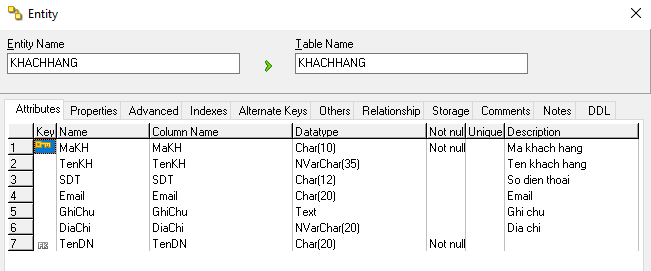 Entity
Entity Name
Table Name
KHACHHANG
KHACHHANG
Attributes Properties Advanced Indexes Alternate Keys Others Relationship Storage Comments Notes DDL
Key Name Column Name Datatype Not nul Unique Description
1 MaKH MaKH Char(10) Not null Ma khach hang
2 TenKH TenKH NVarChar(35) Ten khach hang
3 SDT SDT Char(12) So dien thoai
4 Email Email Char(20) Email
5 GhiChu GhiChu Text Ghi chu
6 DiaChi DiaChi NVarChar(20) Dia chi
7 FK TenDN TenDN Char(20) Not null